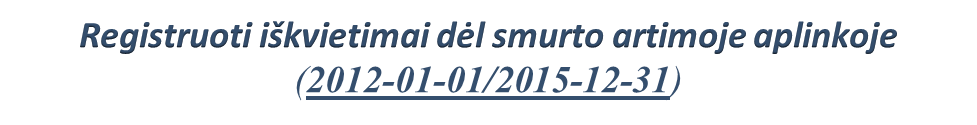 Registruoti iškvietimai dėl smurto artimoje aplinkoje
(2012-01-01/2015-12-31)